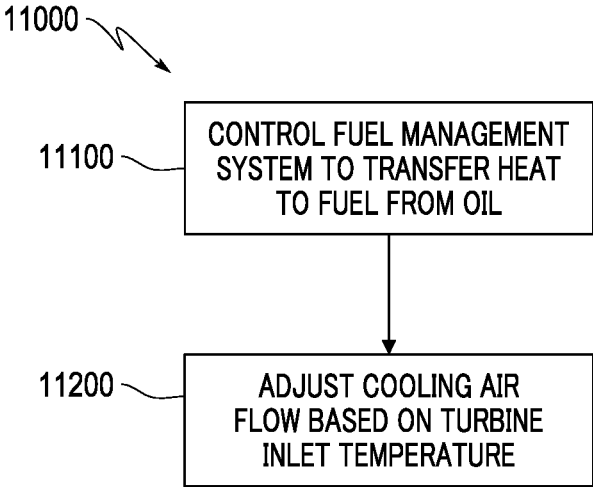 11000
11100
CONTROL FUEL MANAGEMENT
SYSTEM TO TRANSFER HEAT
TO FUEL FROM OIL
11200
ADJUST COOLING AIR
FLOW BASED ON TURBINE
INLET TEMPERATURE